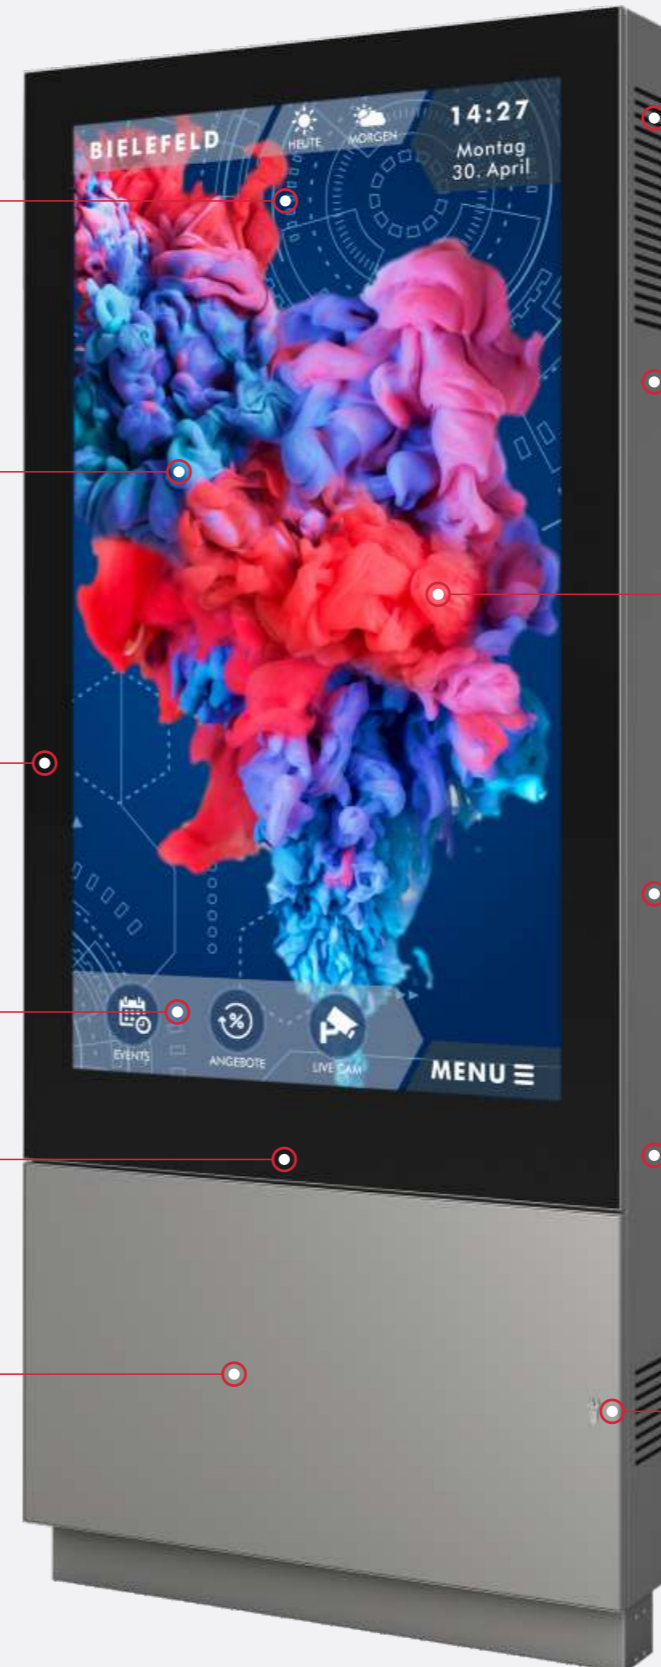 BIELEFELD
HEUTE
MORGEN
14:27
Montag
30. April
EVENTS
ANGEBOTE
LIVE CAM
MENU